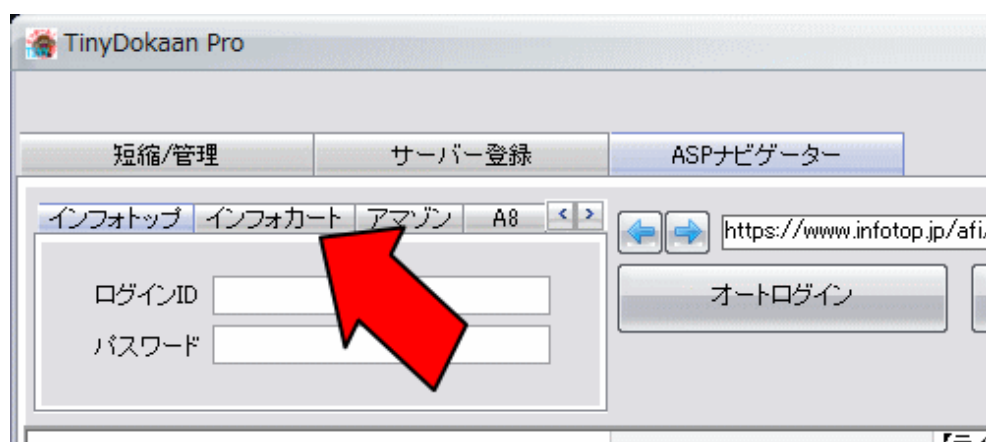 TinyDokaan Pro
短縮/管理 サーバー登録 ASPナビゲーター
インフォトップ インフォカート アマゾン A8
https://www.infotop.jp/afi/
ログインID
オートログイン
パスワード